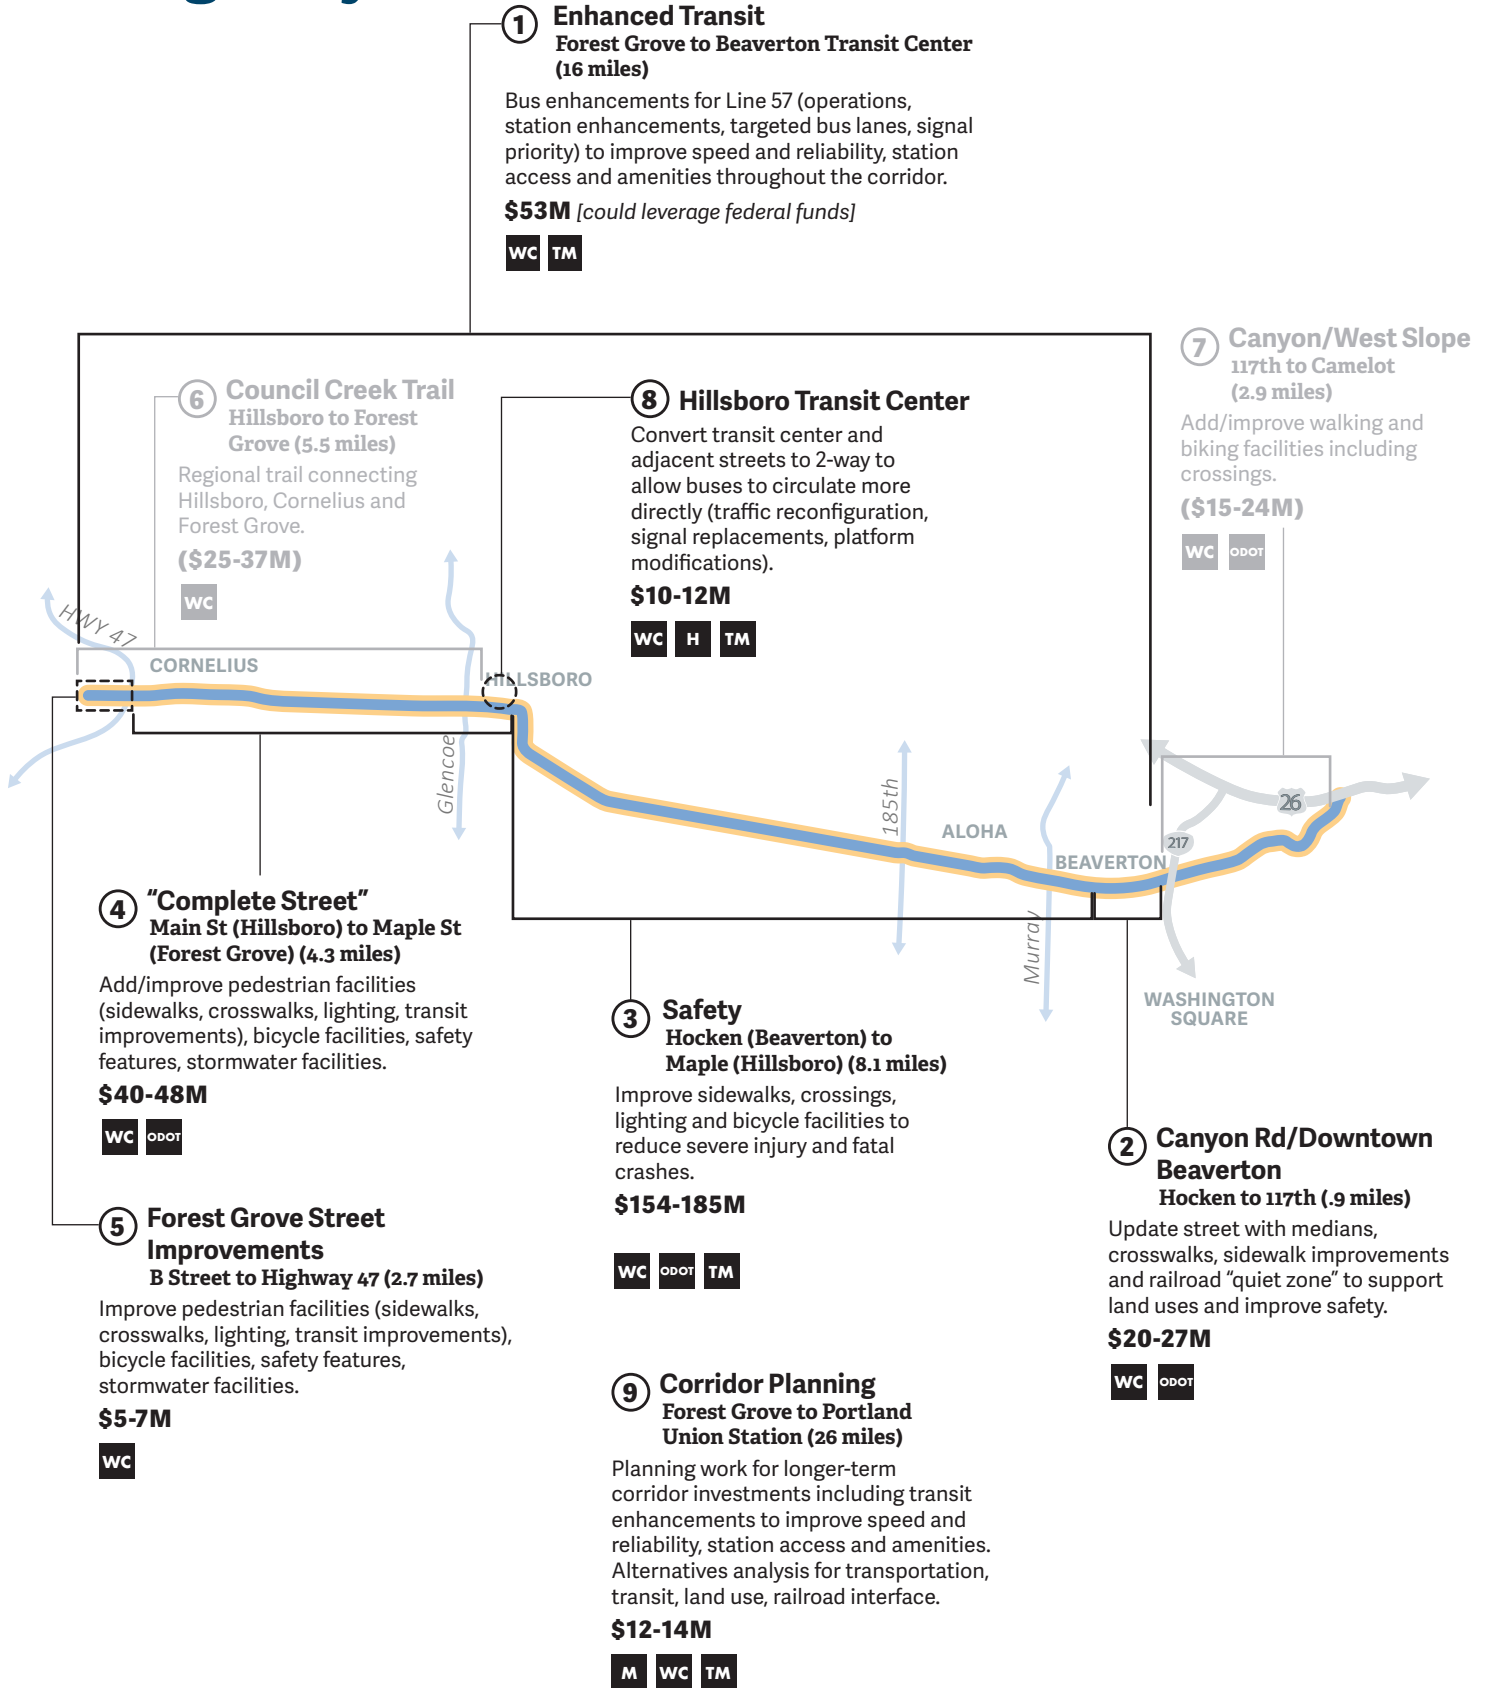 1 Enhanced Transit
Forest Grove to Beaverton Transit Center
(16 miles)
Bus enhancements for Line 57 (operations,
station enhancements, targeted bus lanes, signal
priority) to improve speed and reliability, station
access and amenities throughout the corridor.
$53M [could leverage federal funds]
WC TM
6 Council Creek Trail
Hillsboro to Forest
Grove (5.5 miles)
Regional trail connecting
Hillsboro, Cornelius and
Forest Grove.
($25-37M)
WC
8 Hillsboro Transit Center
Convert transit center and
adjacent streets to 2-way to
allow buses to circulate more
directly (traffic reconfiguration,
signal replacements, platform
modifications).
$10-12M
WC H TM
7 Canyon/West Slope
117th to Camelot
(2.9 miles)
Add/improve walking and
biking facilities including
crossings.
($15-24M)
WC ODOT
HWY 47
CORNELIUS
HILLSBORO
Glencoe
185th
ALOHA
Murray
BEAVERTON
217
26
WASHINGTON
SQUARE
4 “Complete Street”
Main St (Hillsboro) to Maple St
(Forest Grove) (4.3 miles)
Add/improve pedestrian facilities
(sidewalks, crosswalks, lighting, transit
improvements), bicycle facilities, safety
features, stormwater facilities.
$40-48M
WC ODOT
5 Forest Grove Street
Improvements
B Street to Highway 47 (2.7 miles)
Improve pedestrian facilities (sidewalks,
crosswalks, lighting, transit improvements),
bicycle facilities, safety features,
stormwater facilities.
$5-7M
WC
3 Safety
Hocken (Beaverton) to
Maple (Hillsboro) (8.1 miles)
Improve sidewalks, crossings,
lighting and bicycle facilities to
reduce severe injury and fatal
crashes.
$154-185M
WC ODOT TM
2 Canyon Rd/Downtown
Beaverton
Hocken to 117th (.9 miles)
Update street with medians,
crosswalks, sidewalk improvements
and railroad “quiet zone” to support
land uses and improve safety.
$20-27M
WC ODOT
9 Corridor Planning
Forest Grove to Portland
Union Station (26 miles)
Planning work for longer-term
corridor investments including transit
enhancements to improve speed and
reliability, station access and amenities.
Alternatives analysis for transportation,
transit, land use, railroad interface.
$12-14M
M WC TM